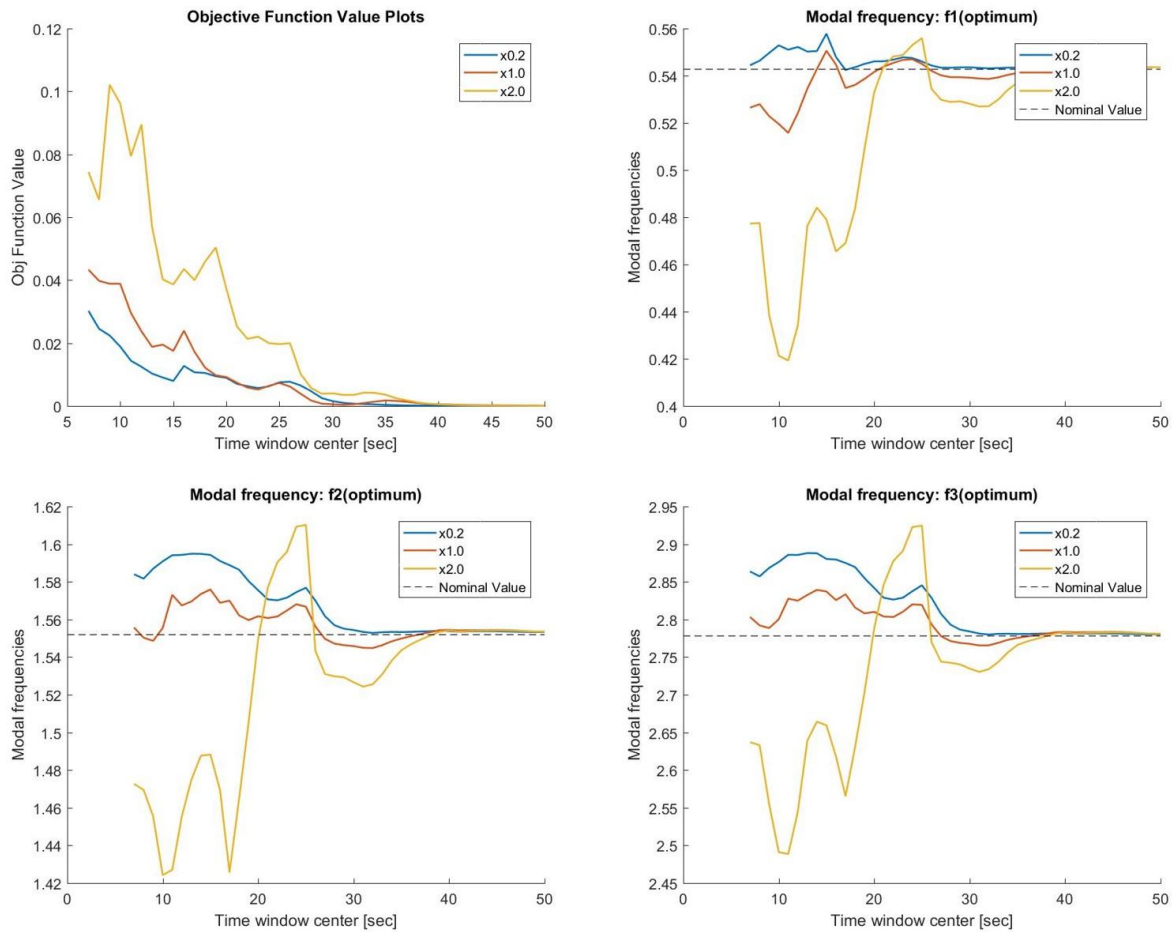 Objective Function Value Plots
0.12
0.1
0.08
0.06
0.04
0.02
0
Obj Function Value
5 10 15 20 25 30 35 40 45 50
Time window center [sec]
x0.2
x1.0
x2.0
Modal frequency: f1(optimum)
0.56
0.54
0.52
0.5
0.48
0.46
0.44
0.42
0.4
Modal frequencies
0 10 20 30 40 50
Time window center [sec]
x0.2
x1.0
x2.0
Nominal Value
Modal frequency: f2(optimum)
1.62
1.6
1.58
1.56
1.54
1.52
1.5
1.48
1.46
1.44
1.42
Modal frequencies
0 10 20 30 40 50
Time window center [sec]
x0.2
x1.0
x2.0
Nominal Value
Modal frequency: f3(optimum)
2.95
2.9
2.85
2.8
2.75
2.7
2.65
2.6
2.55
2.5
2.45
Modal frequencies
0 10 20 30 40 50
Time window center [sec]
x0.2
x1.0
x2.0
Nominal Value